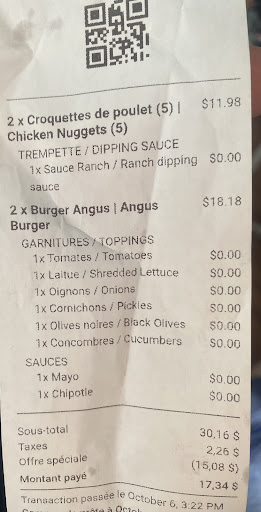 2 x Croquettes de poulet (5) | $11.98
Chicken Nuggets (5)
TREMPETTE / DIPPING SAUCE
1x Sauce Ranch / Ranch dipping $0.00
sauce
2 x Burger Angus | Angus $18.18
Burger
GARNITURES / TOPPINGS
1x Tomates / Tomatoes $0.00
1x Laitue / Shredded Lettuce $0.00
1x Oignons / Onions $0.00
1x Cornichons / Pickles $0.00
1x Olives noires / Black Olives $0.00
1x Concombres / Cucumbers $0.00
SAUCES
1x Mayo $0.00
1x Chipotle $0.00
Sous-total 30,16 $
Taxes 2,26 $
Offre spéciale (15,08 $)
Montant payé 17,34 $
Transaction passée le October 6, 3:22 PM